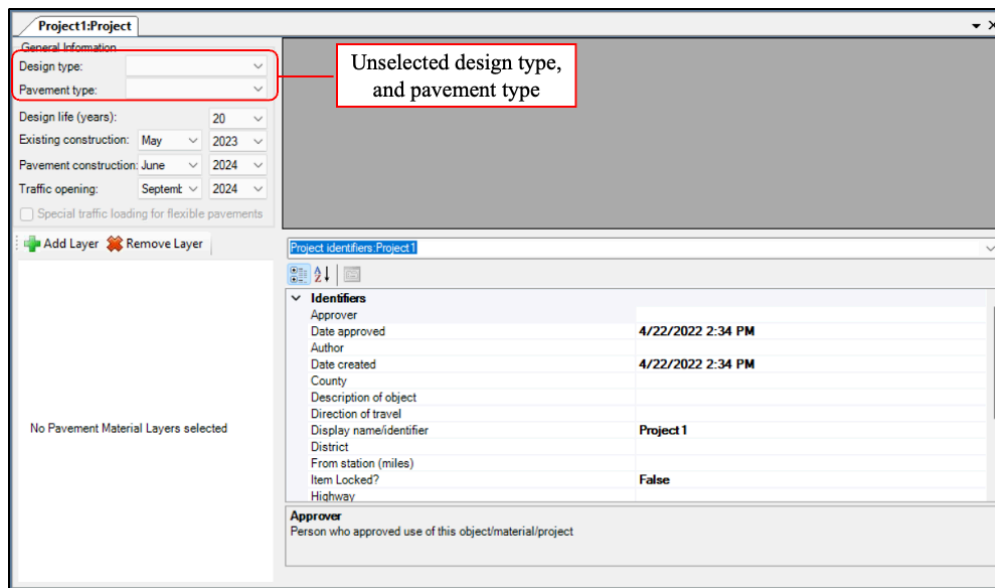 Project1:Project
General Information
Design type:
Pavement type:
Unselected design type,
and pavement type
Design life (years): 20
Existing construction: May 2023
Pavement construction: June 2024
Traffic opening: Septemb 2024
Special traffic loading for flexible pavements
Add Layer Remove Layer
No Pavement Material Layers selected
Project identifiers:Project1
Identifiers
Approver
Date approved 4/22/2022 2:34 PM
Author
Date created 4/22/2022 2:34 PM
County
Description of object
Direction of travel
Display name/identifier Project1
District
From station (miles)
Item Locked? False
Highway
Approver
Person who approved use of this object/material/project